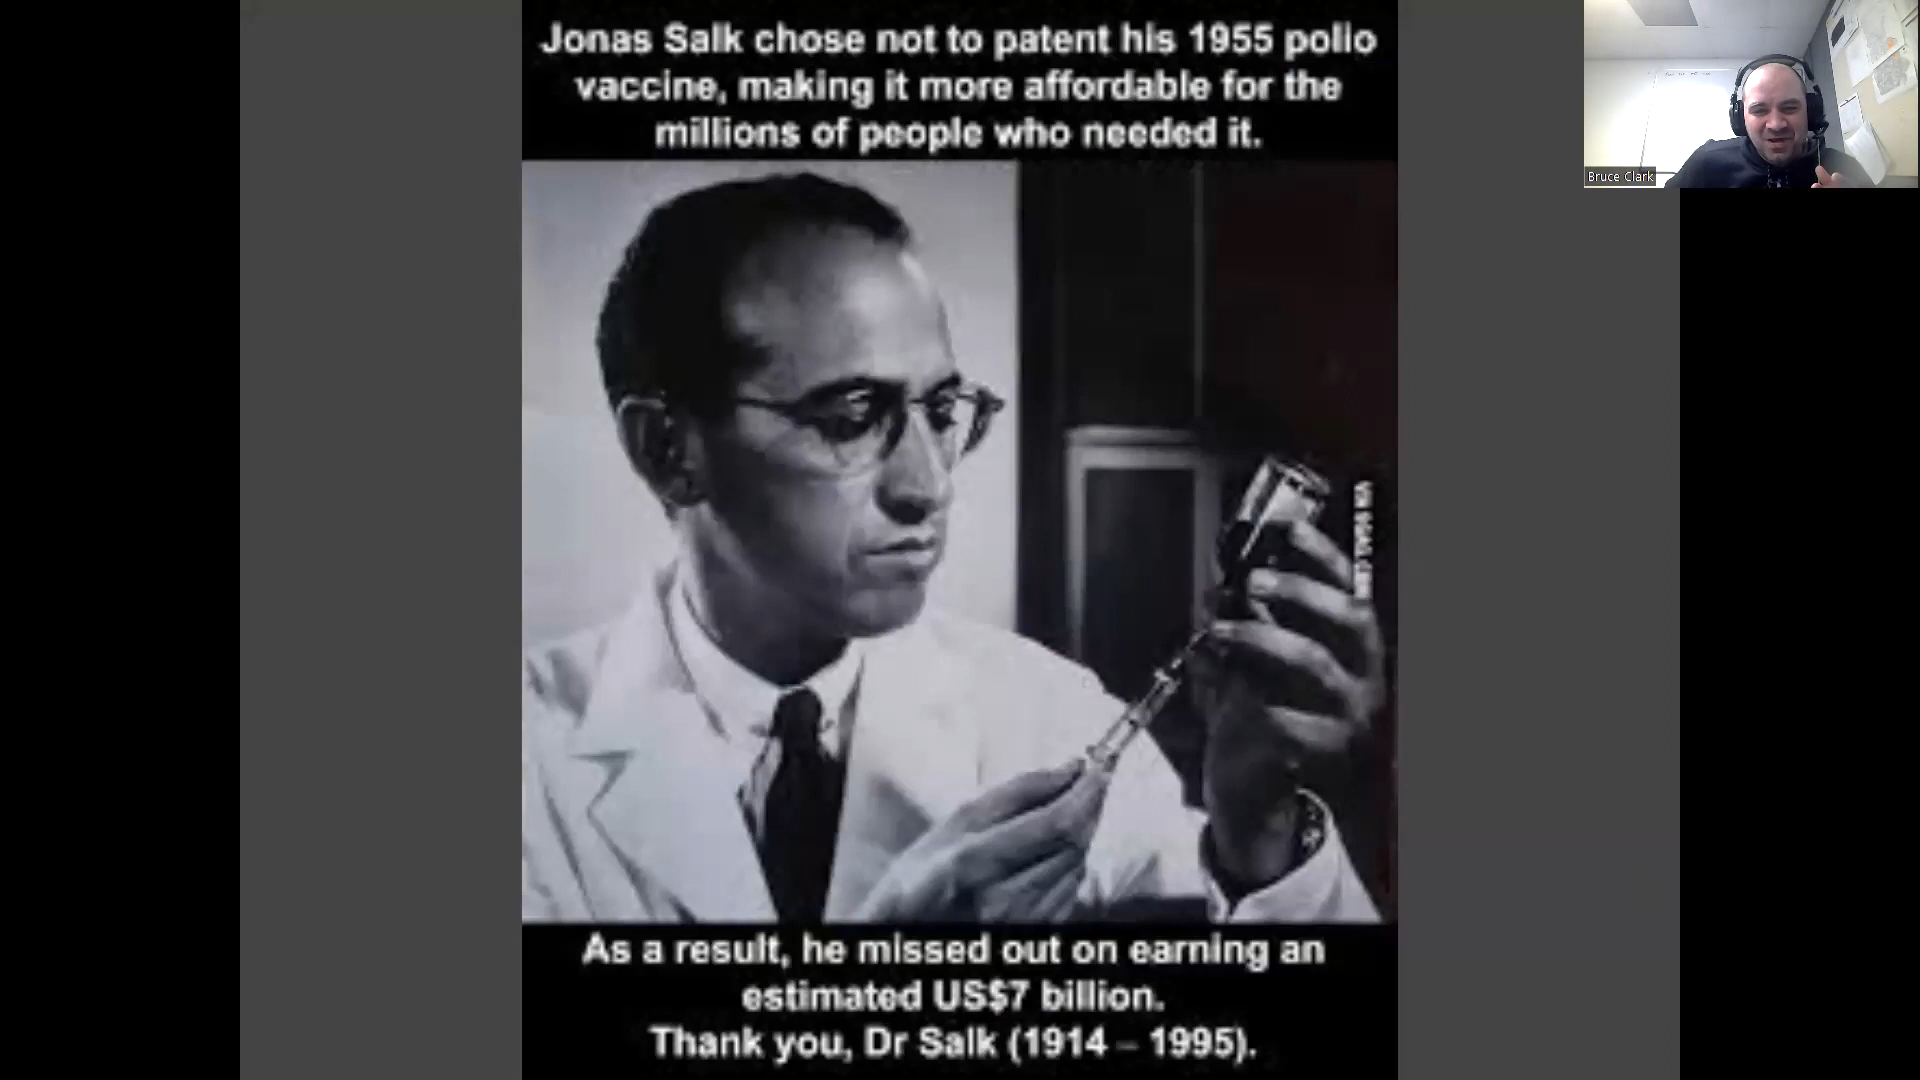 Jonas Salk chose not to patent his 1955 polio
vaccine, making it more affordable for the
millions of people who needed it.
Bruce Clark
As a result, he missed out on earning an
estimated US$7 billion.
Thank you, Dr Salk (1914 – 1995).